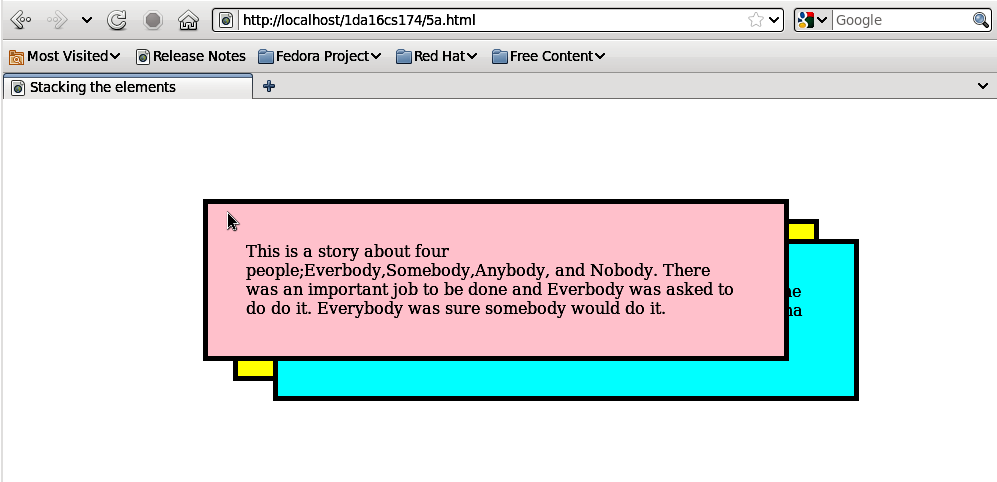 http://localhost/1da16cs174/5a.html
Google
Most Visited Release Notes Fedora Project Red Hat Free Content
Stacking the elements
This is a story about four
people;Everbody,Somebody,Anybody, and Nobody. There
was an important job to be done and Everbody was asked to
do do it. Everybody was sure somebody would do it.